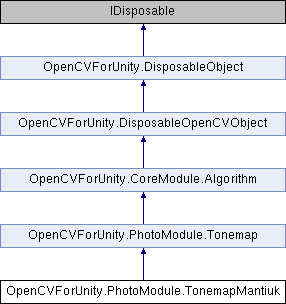 IDisposable
OpenCVForUnity.DisposableObject
OpenCVForUnity.DisposableOpenCVObject
OpenCVForUnity.CoreModule.Algorithm
OpenCVForUnity.PhotoModule.Tonemap
OpenCVForUnity.PhotoModule.TonemapMantiuk